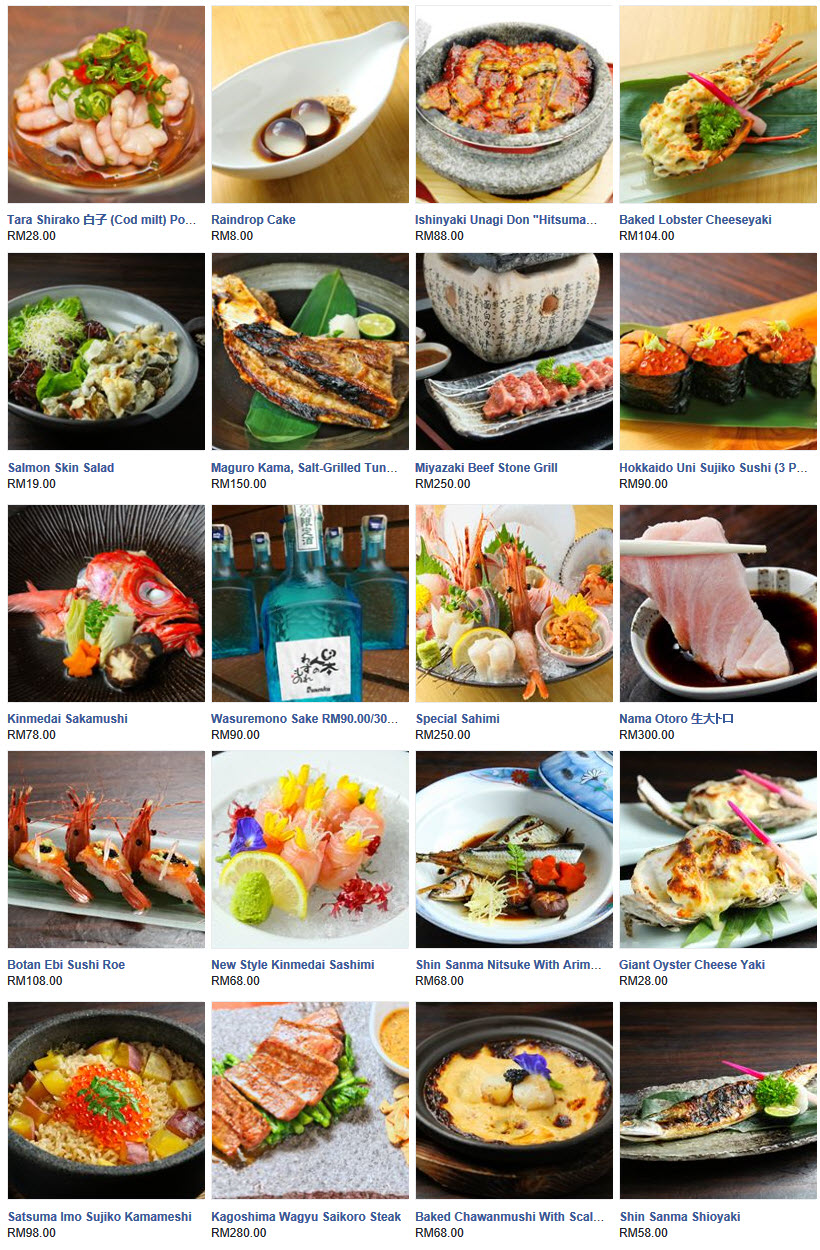 Tara Shirako 白子 (Cod milt) Po...
RM28.00
Raindrop Cake
RM8.00
Ishinyaki Unagi Don "Hitsuma...
RM88.00
Baked Lobster Cheeseyaki
RM104.00
Salmon Skin Salad
RM19.00
Maguro Kama, Salt-Grilled Tun...
RM150.00
Miyazaki Beef Stone Grill
RM250.00
Hokkaido Uni Sujiko Sushi (3 P...
RM90.00
Kinmedai Sakamushi
RM78.00
Wasuremono Sake RM90.00/30...
RM90.00
Special Sahimi
RM250.00
Nama Otoro 生大トロ
RM300.00
Botan Ebi Sushi Roe
RM108.00
New Style Kinmedai Sashimi
RM68.00
Shin Sanma Nitsuke With Arim...
RM68.00
Giant Oyster Cheese Yaki
RM28.00
Satsuma Imo Sujiko Kamameshi
RM98.00
Kagoshima Wagyu Saikoro Steak
RM280.00
Baked Chawanmushi With Scal...
RM68.00
Shin Sanma Shioyaki
RM58.00